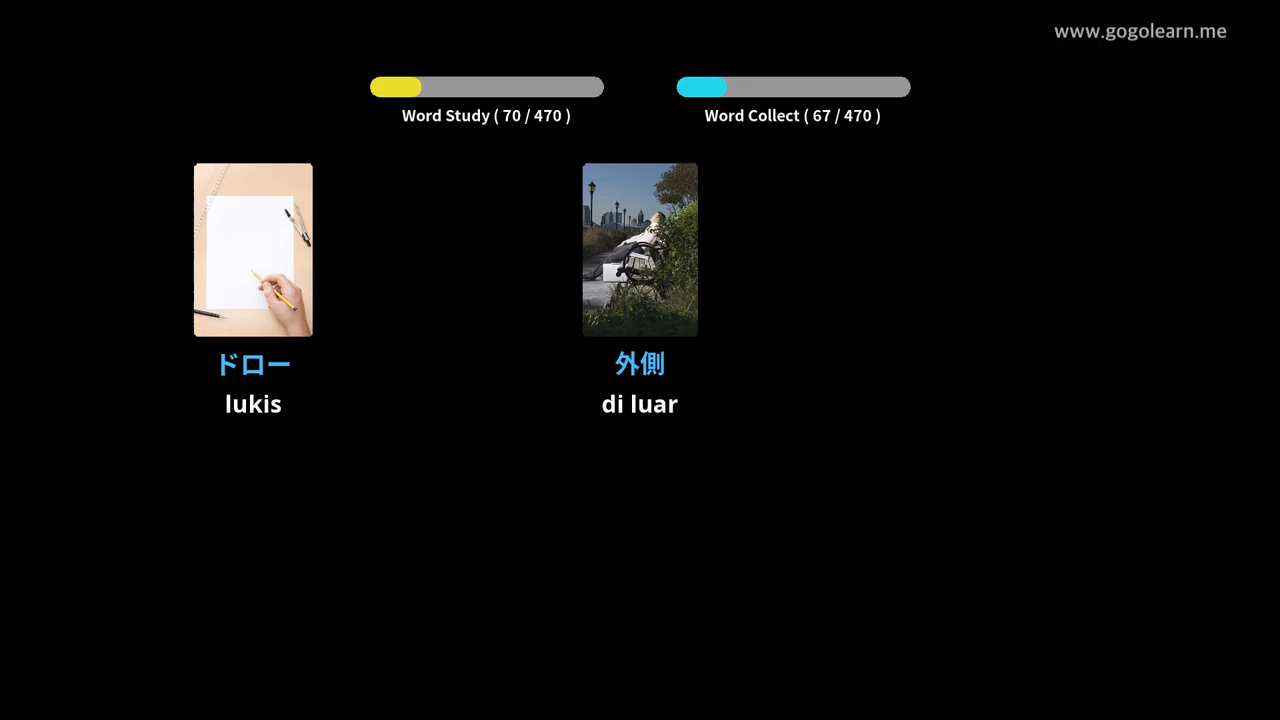 www.gogolearn.me
Word Study ( 70 / 470 )
Word Collect ( 67 / 470 )
ドロー
lukis
外側
di luar